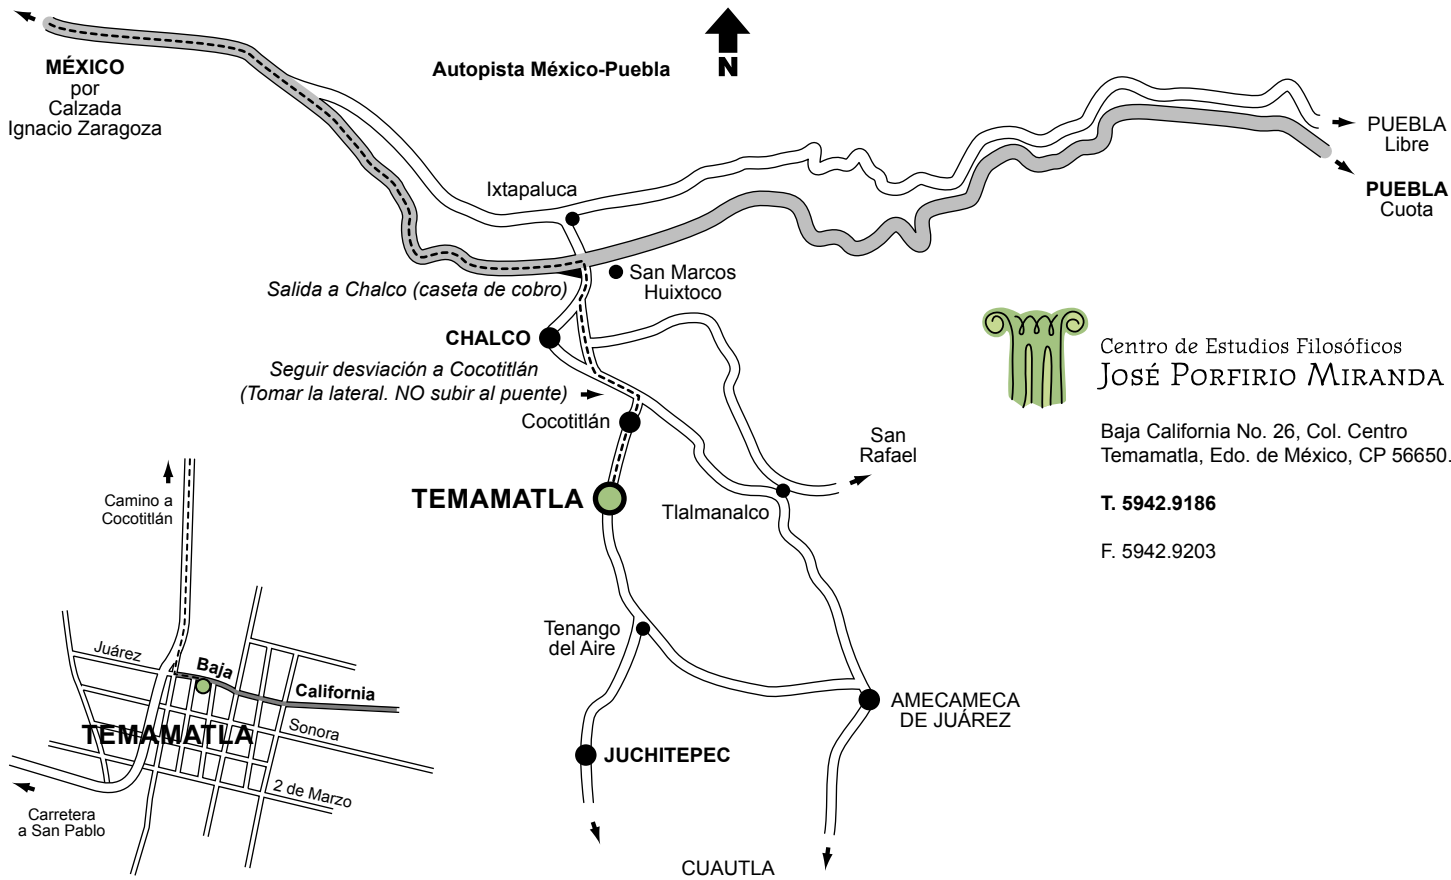 MÉXICO
por
Calzada
Ignacio Zaragoza
Autopista México-Puebla
N
PUEBLA
Libre
PUEBLA
Cuota
Ixtapaluca
San Marcos
Huixtoco
Salida a Chalco (caseta de cobro)
CHALCO
Seguir desviación a Cocotitlán
(Tomar la lateral. NO subir al puente)
Cocotitlán
San
Rafael
TEMAMATLA
Tlalmanalco
Tenango
del Aire
AMECAMECA
DE JUÁREZ
JUCHITEPEC
CUAUTLA
Centro de Estudios Filosóficos
JOSÉ PORFIRIO MIRANDA
Baja California No. 26, Col. Centro
Temamatla, Edo. de México, CP 56650.
T. 5942.9186
F. 5942.9203
Camino a
Cocotitlán
Juárez
Baja
California
TEMAMATLA
Sonora
2 de Marzo
Carretera
a San Pablo